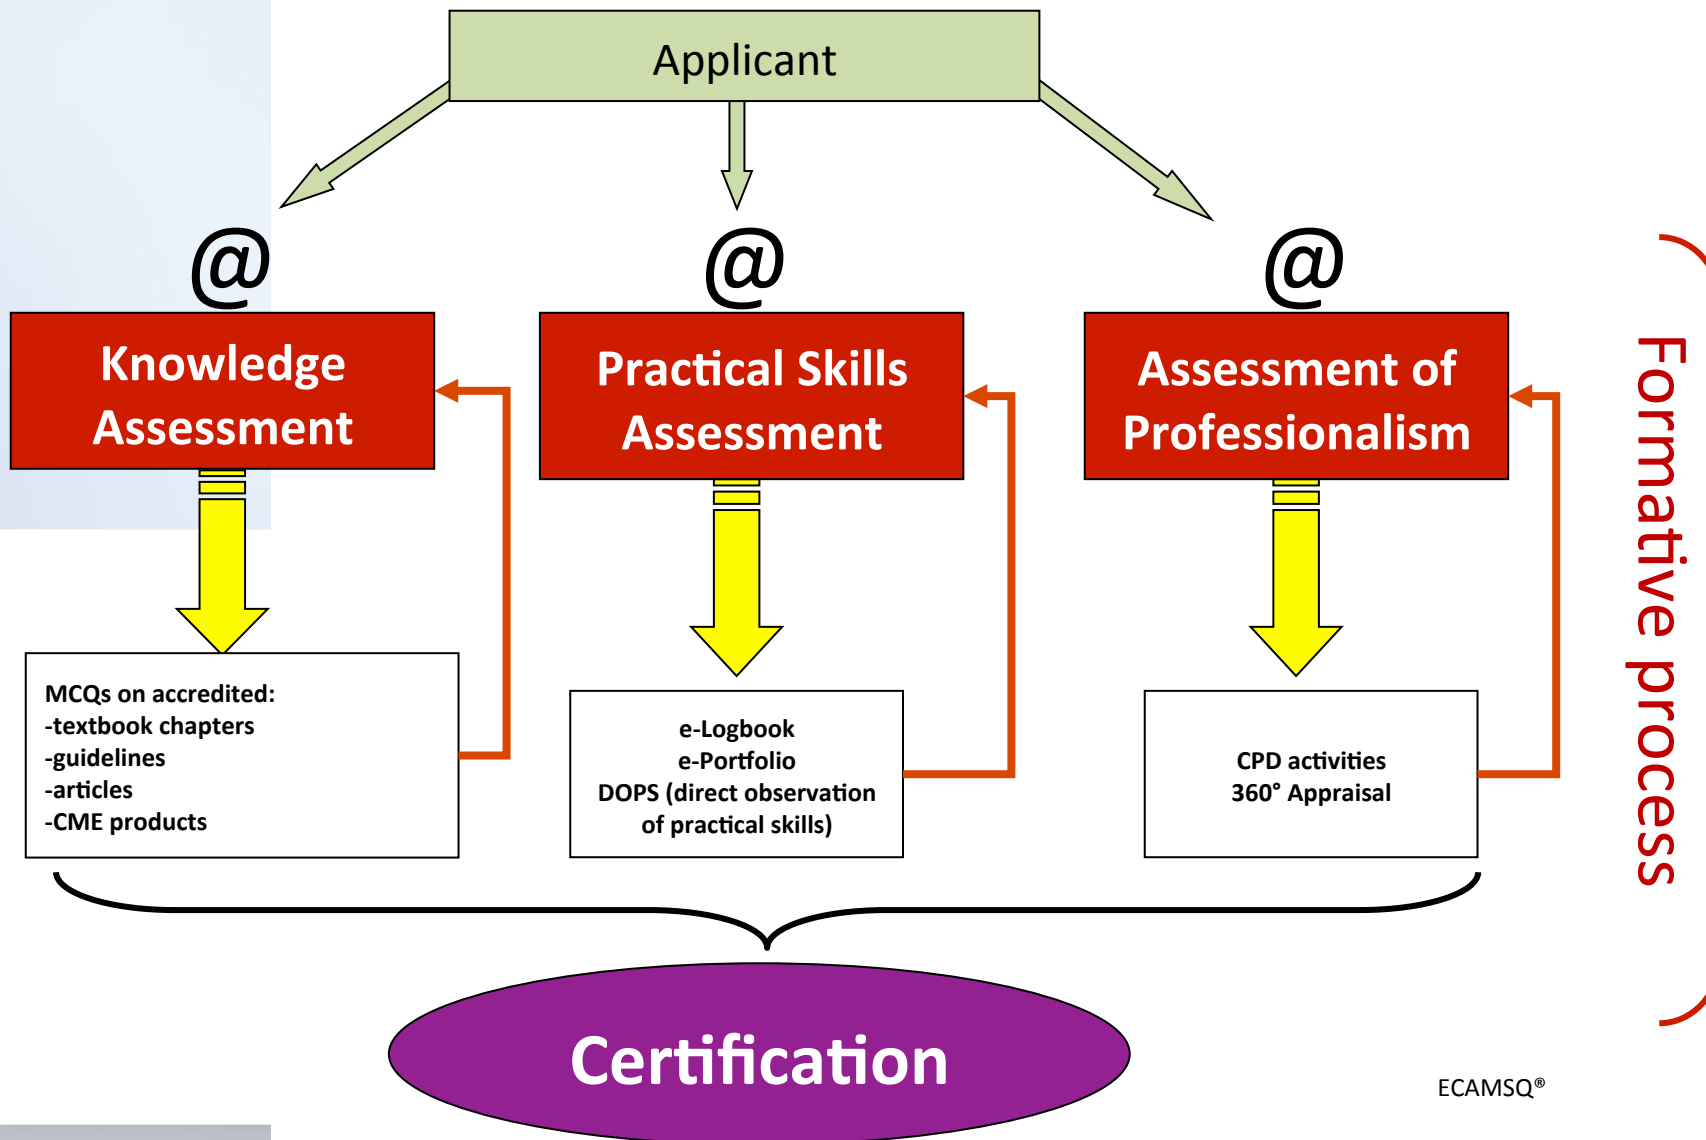 Applicant
@
@
@
Knowledge
Assessment
Practical Skills
Assessment
Assessment of
Professionalism
MCQs on accredited:
-textbook chapters
-guidelines
-articles
-CME products
e-Logbook
e-Portfolio
DOPS (direct observation
of practical skills)
CPD activities
360° Appraisal
Formative process
Certification
ECAMSQ®